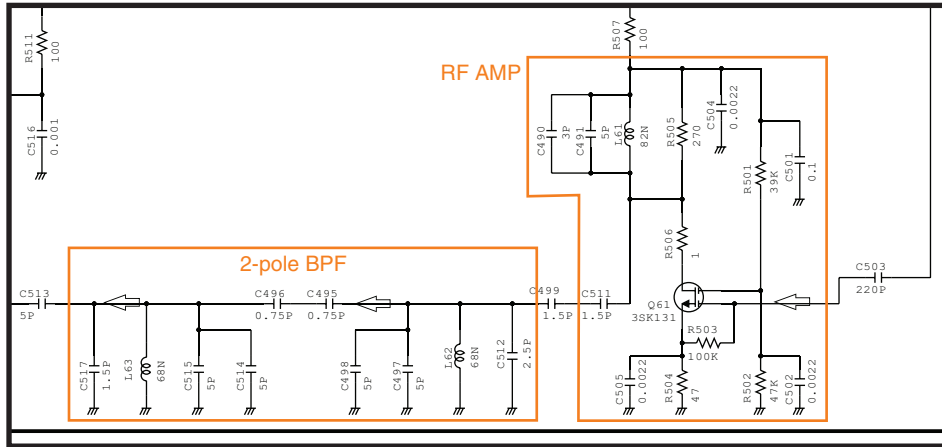 R511
100
C516
0.001
RF AMP
R507
100
C490
3P
C491
5P
L61
82N
R505
270
C504
0.0022
R501
39K
C501
0.1
R506
1
2-pole BPF
C513
5P
C496
0.75P
C495
0.75P
C499
1.5P
C511
1.5P
Q61
3SK131
C503
220P
R503
100K
C517
1.5P
L63
68N
C515
5P
C514
5P
C498
5P
C497
5P
L62
68N
C512
2.5P
C505
0.0022
R504
47
R502
47K
C502
0.0022